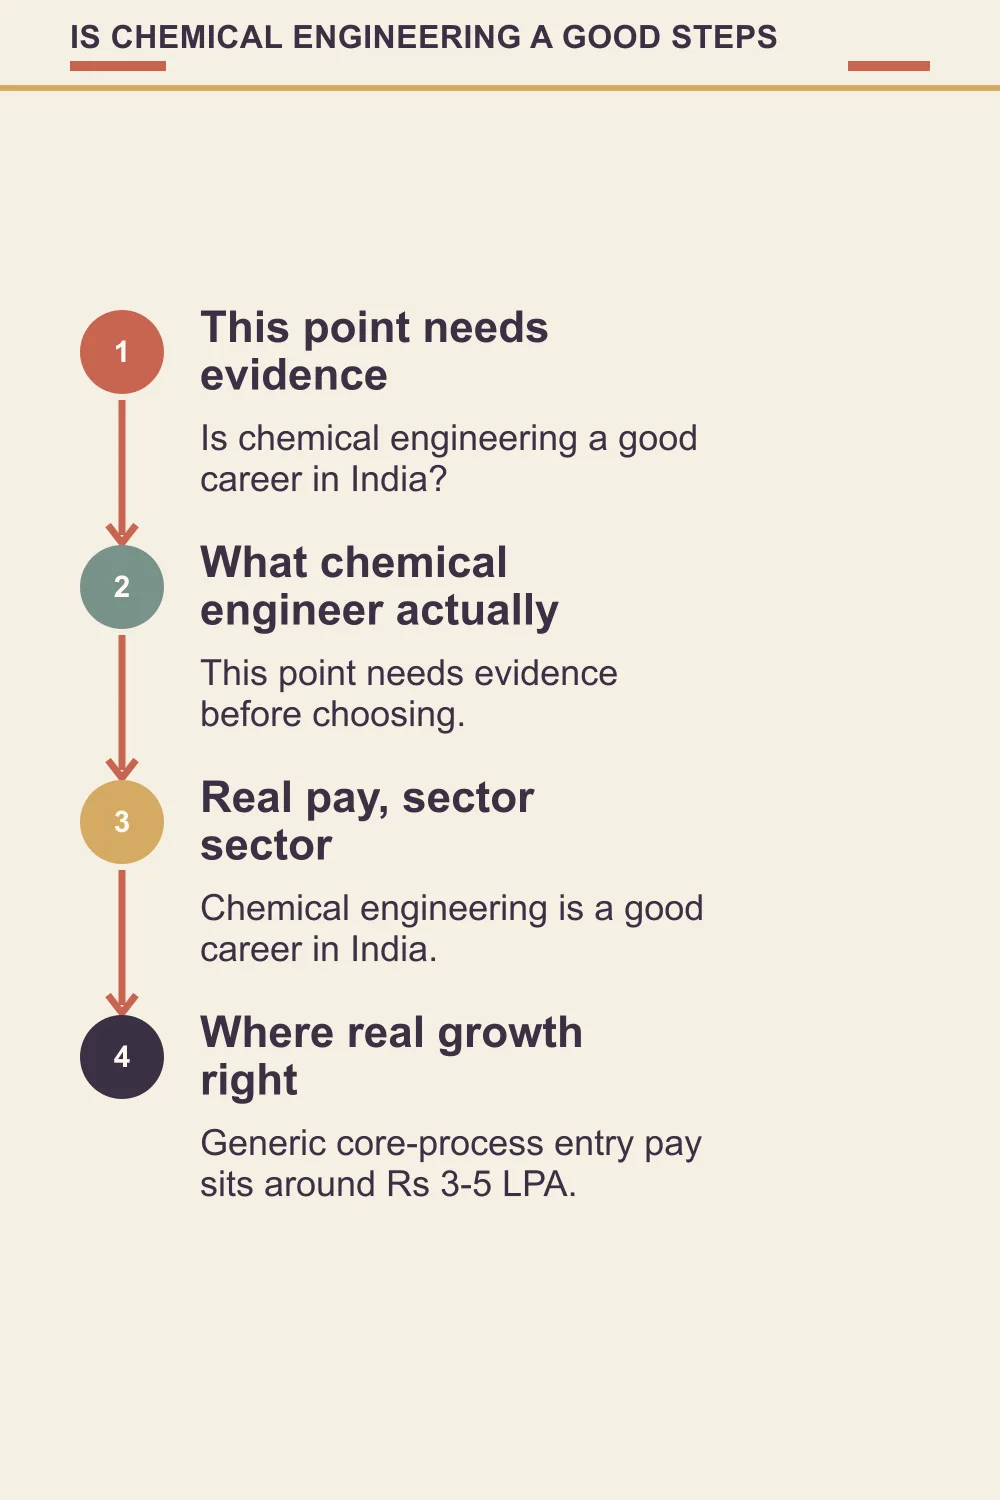 IS CHEMICAL ENGINEERING A GOOD STEPS
1
This point needs
evidence
Is chemical engineering a good
career in India?
2
What chemical
engineer actually
This point needs evidence
before choosing.
3
Real pay, sector
sector
Chemical engineering is a good
career in India.
4
Where real growth
right
Generic core-process entry pay
sits around Rs 3-5 LPA.